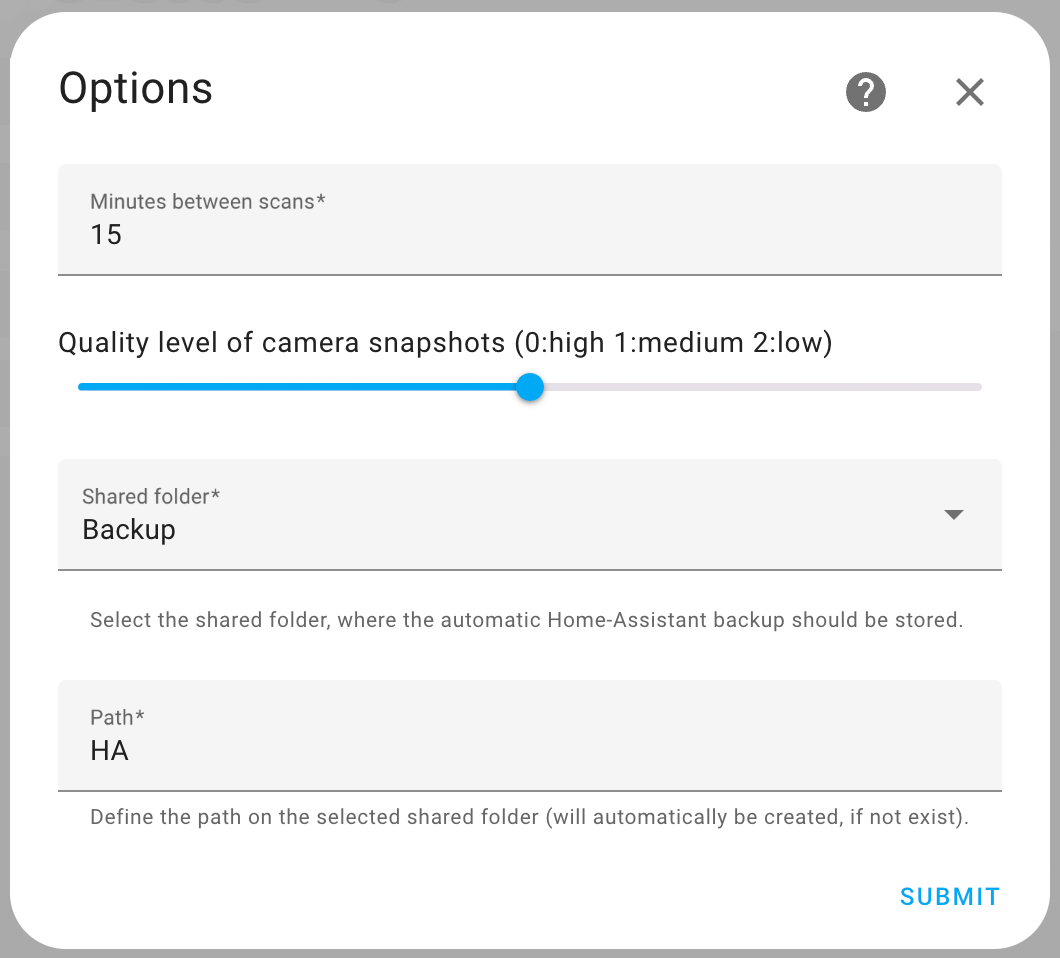 Options
?
Minutes between scans*
15
Quality level of camera snapshots (0:high 1:medium 2:low)
Shared folder*
Backup
Select the shared folder, where the automatic Home-Assistant backup should be stored.
Path*
HA
Define the path on the selected shared folder (will automatically be created, if not exist).
SUBMIT